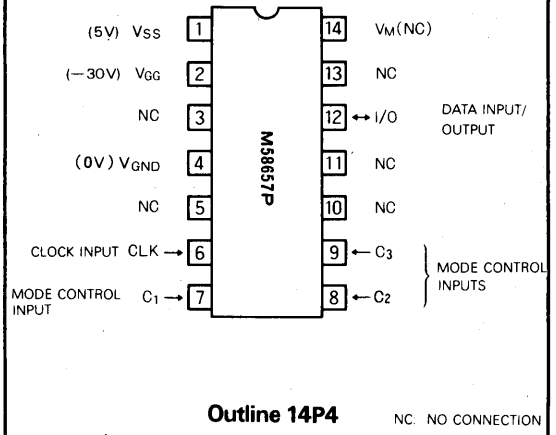 (5V) VSS 1 14 VM(NC)
(−30V) VGG 2 13 NC
NC 3 12 ↔ I/O DATA INPUT/
OUTPUT
(0V) VGND 4 11 NC
M58657P
NC 5 10 NC
CLOCK INPUT CLK → 6 9 ← C3
MODE CONTROL
INPUTS
MODE CONTROL
INPUT
C1 → 7 8 ← C2
Outline 14P4
NC: NO CONNECTION